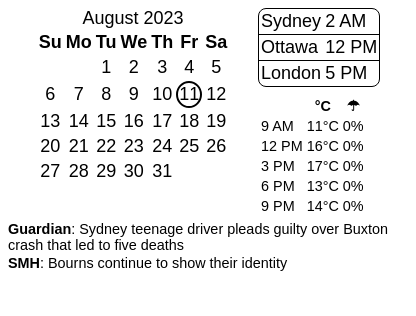 August 2023
Su Mo Tu We Th Fr Sa
1 2 3 4 5
6 7 8 9 10 11 12
13 14 15 16 17 18 19
20 21 22 23 24 25 26
27 28 29 30 31
Sydney 2 AM
Ottawa 12 PM
London 5 PM
°C ☂
9 AM 11°C 0%
12 PM 16°C 0%
3 PM 17°C 0%
6 PM 13°C 0%
9 PM 14°C 0%
Guardian: Sydney teenage driver pleads guilty over Buxton
crash that led to five deaths
SMH: Bourns continue to show their identity